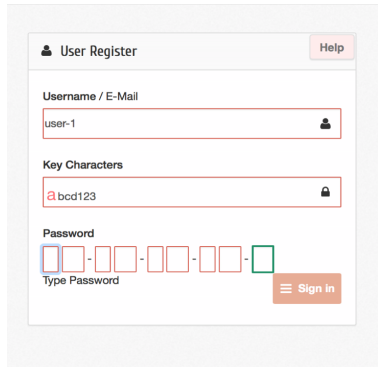 User Register
Help
Username / E-Mail
user-1
Key Characters
abcd123
Password
- - - -
Type Password
Sign in